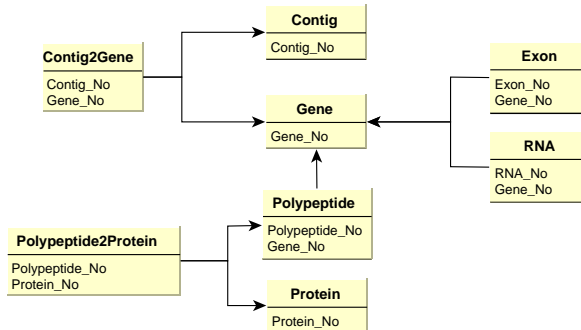 Contig
Contig_No
Contig2Gene
Contig_No
Gene_No
Exon
Exon_No
Gene_No
Gene
Gene_No
RNA
RNA_No
Gene_No
Polypeptide
Polypeptide_No
Gene_No
Polypeptide2Protein
Polypeptide_No
Protein_No
Protein
Protein_No